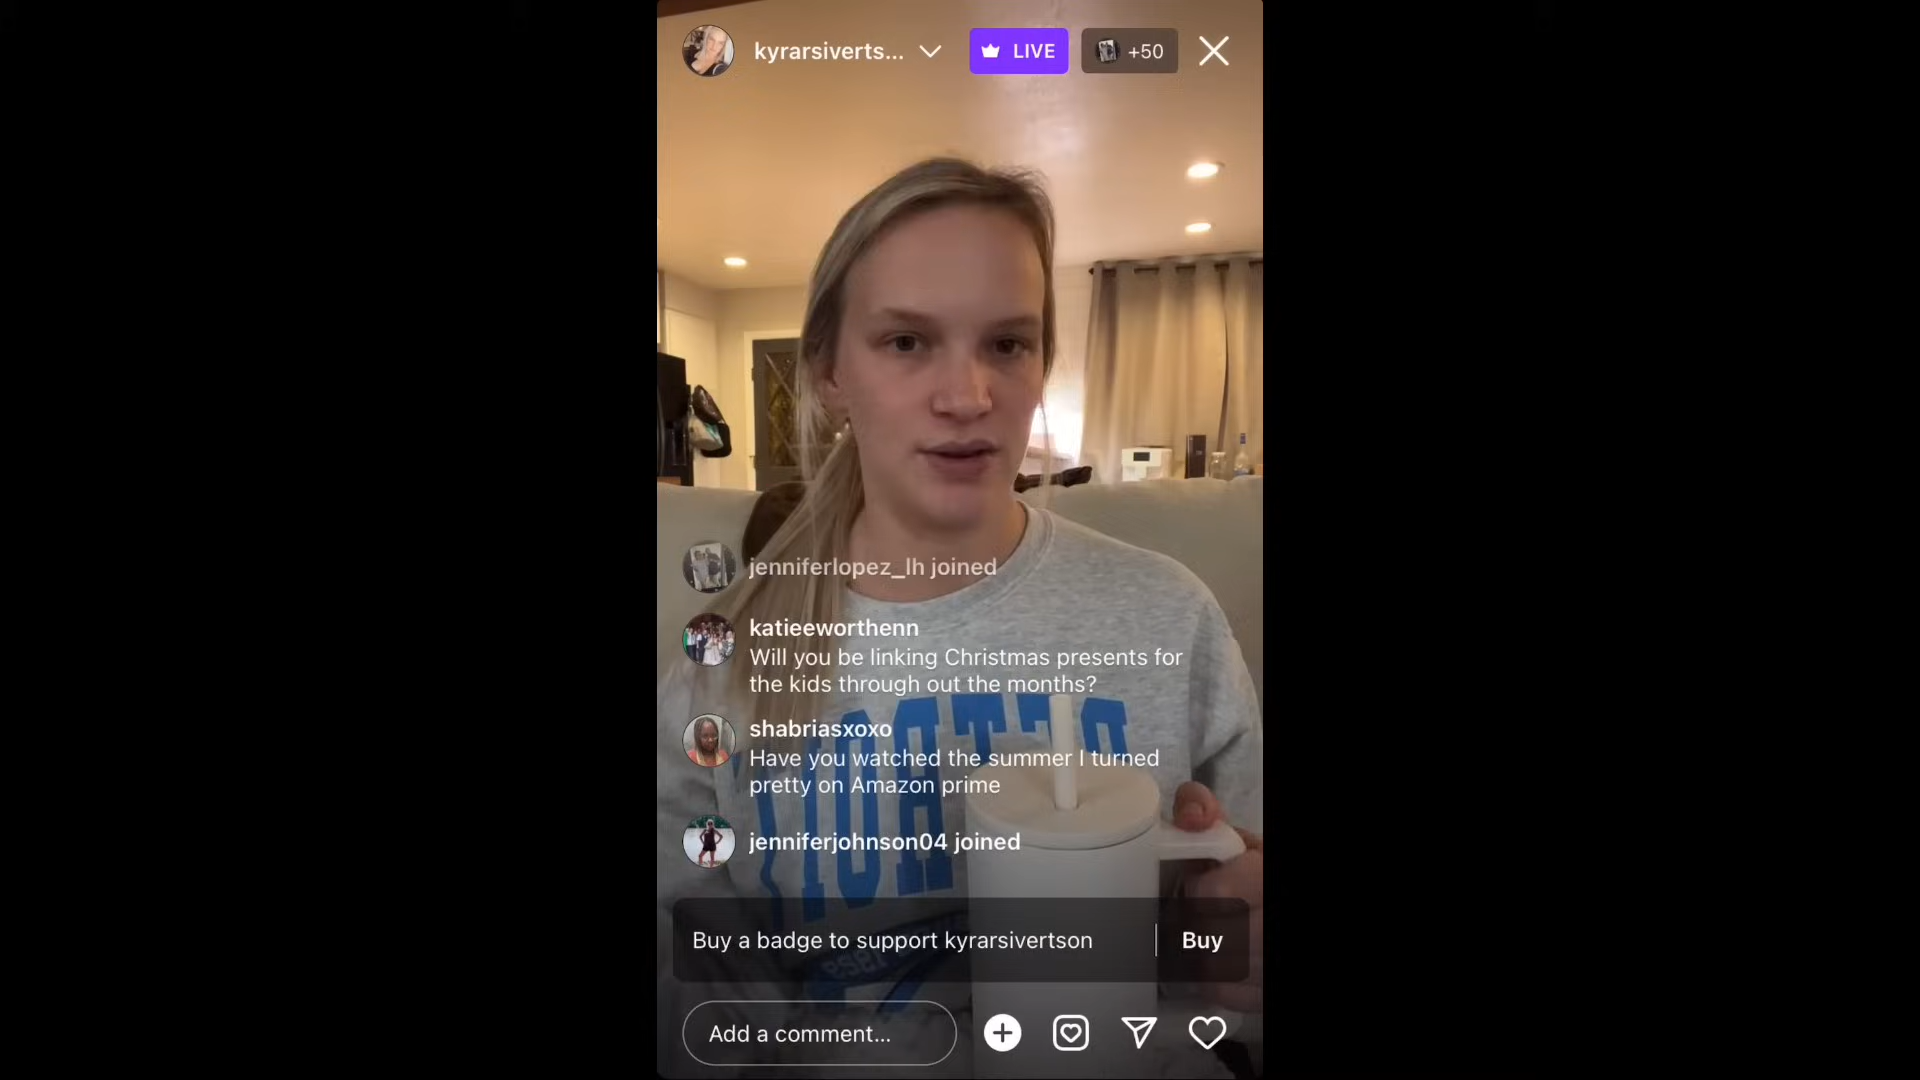 kyrarsiverts...
LIVE
+50
jenniferlopez_lh joined
katieeworthenn
Will you be linking Christmas presents for
the kids through out the months?
shabriasxoxo
Have you watched the summer I turned
pretty on Amazon prime
jenniferjohnson04 joined
DETROIT
Buy a badge to support kyrarsivertson
Buy
Add a comment...